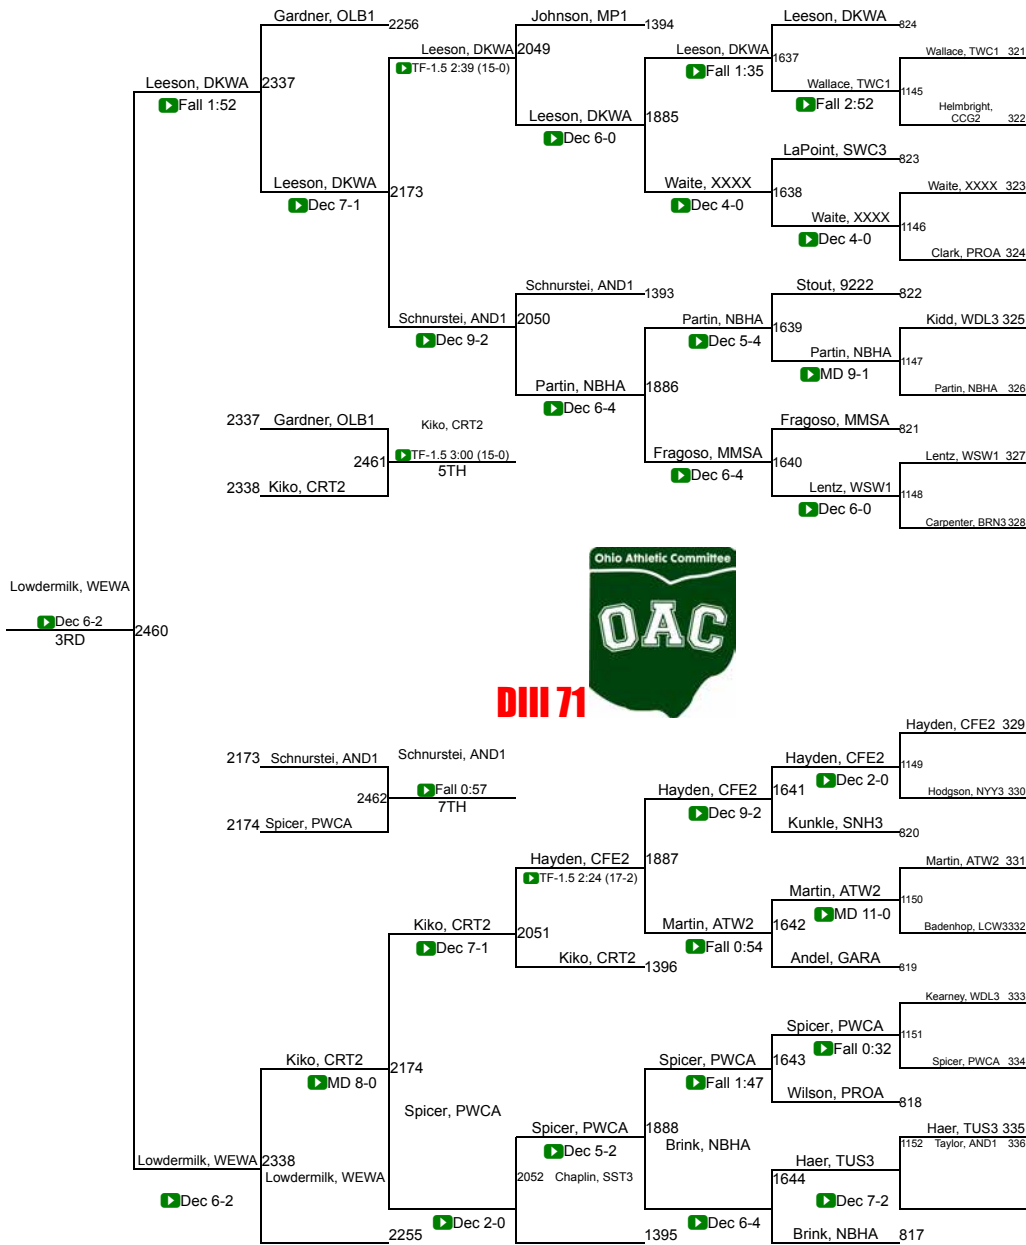 Gardner, OLB1
2256
Johnson, MP1
1394
Leeson, DKWA
824
Leeson, DKWA
2049
TF-1.5 2:39 (15-0)
Leeson, DKWA
1637
Fall 1:35
Wallace, TWC1 321
Leeson, DKWA
2337
Fall 1:52
Wallace, TWC1
1145
Fall 2:52
Helmbright,
CCG2 322
Leeson, DKWA
1885
Dec 6-0
LaPoint, SWC3
823
Leeson, DKWA
2173
Dec 7-1
Waite, XXXX
1638
Dec 4-0
Waite, XXXX 323
Waite, XXXX
1146
Dec 4-0
Clark, PROA 324
Schnurstei, AND1
1393
Stout, 9222
822
Schnurstei, AND1
2050
Dec 9-2
Partin, NBHA
1639
Dec 5-4
Kidd, WDL3 325
Partin, NBHA
1147
MD 9-1
Partin, NBHA
1886
Dec 6-4
Partin, NBHA 326
2337 Gardner, OLB1
Kiko, CRT2
Fragoso, MMSA
821
2461
TF-1.5 3:00 (15-0)
5TH
Fragoso, MMSA
1640
Dec 6-4
Lentz, WSW1 327
2338 Kiko, CRT2
Lentz, WSW1
1148
Dec 6-0
Carpenter, BRN3 328
Ohio Athletic Committee
OAC
Lowdermilk, WEWA
Dec 6-2
2460
3RD
DIII 71
Hayden, CFE2 329
2173 Schnurstei, AND1
Schnurstei, AND1
Hayden, CFE2
1149
Dec 2-0
2462
Fall 0:57
7TH
Hayden, CFE2
1641
Dec 9-2
Hodgson, NYY3 330
2174 Spicer, PWCA
Kunkle, SNH3
820
Hayden, CFE2
1887
TF-1.5 2:24 (17-2)
Martin, ATW2 331
Martin, ATW2
1150
MD 11-0
Kiko, CRT2
2051
Dec 7-1
Martin, ATW2
1642
Fall 0:54
Badenhop, LCW3332
Kiko, CRT2
1396
Andel, GARA
819
Kearney, WDL3 333
Spicer, PWCA
1151
Fall 0:32
Kiko, CRT2
2174
MD 8-0
Spicer, PWCA
1643
Fall 1:47
Spicer, PWCA 334
Wilson, PROA
818
Spicer, PWCA
Spicer, PWCA
1888
Dec 5-2
Brink, NBHA
Haer, TUS3 335
1152 Taylor, AND1 336
Lowdermilk, WEWA
2338
Dec 6-2
Lowdermilk, WEWA
2052 Chaplin, SST3
Haer, TUS3
1644
Dec 7-2
Dec 2-0
Dec 6-4
2255
1395
Brink, NBHA
817